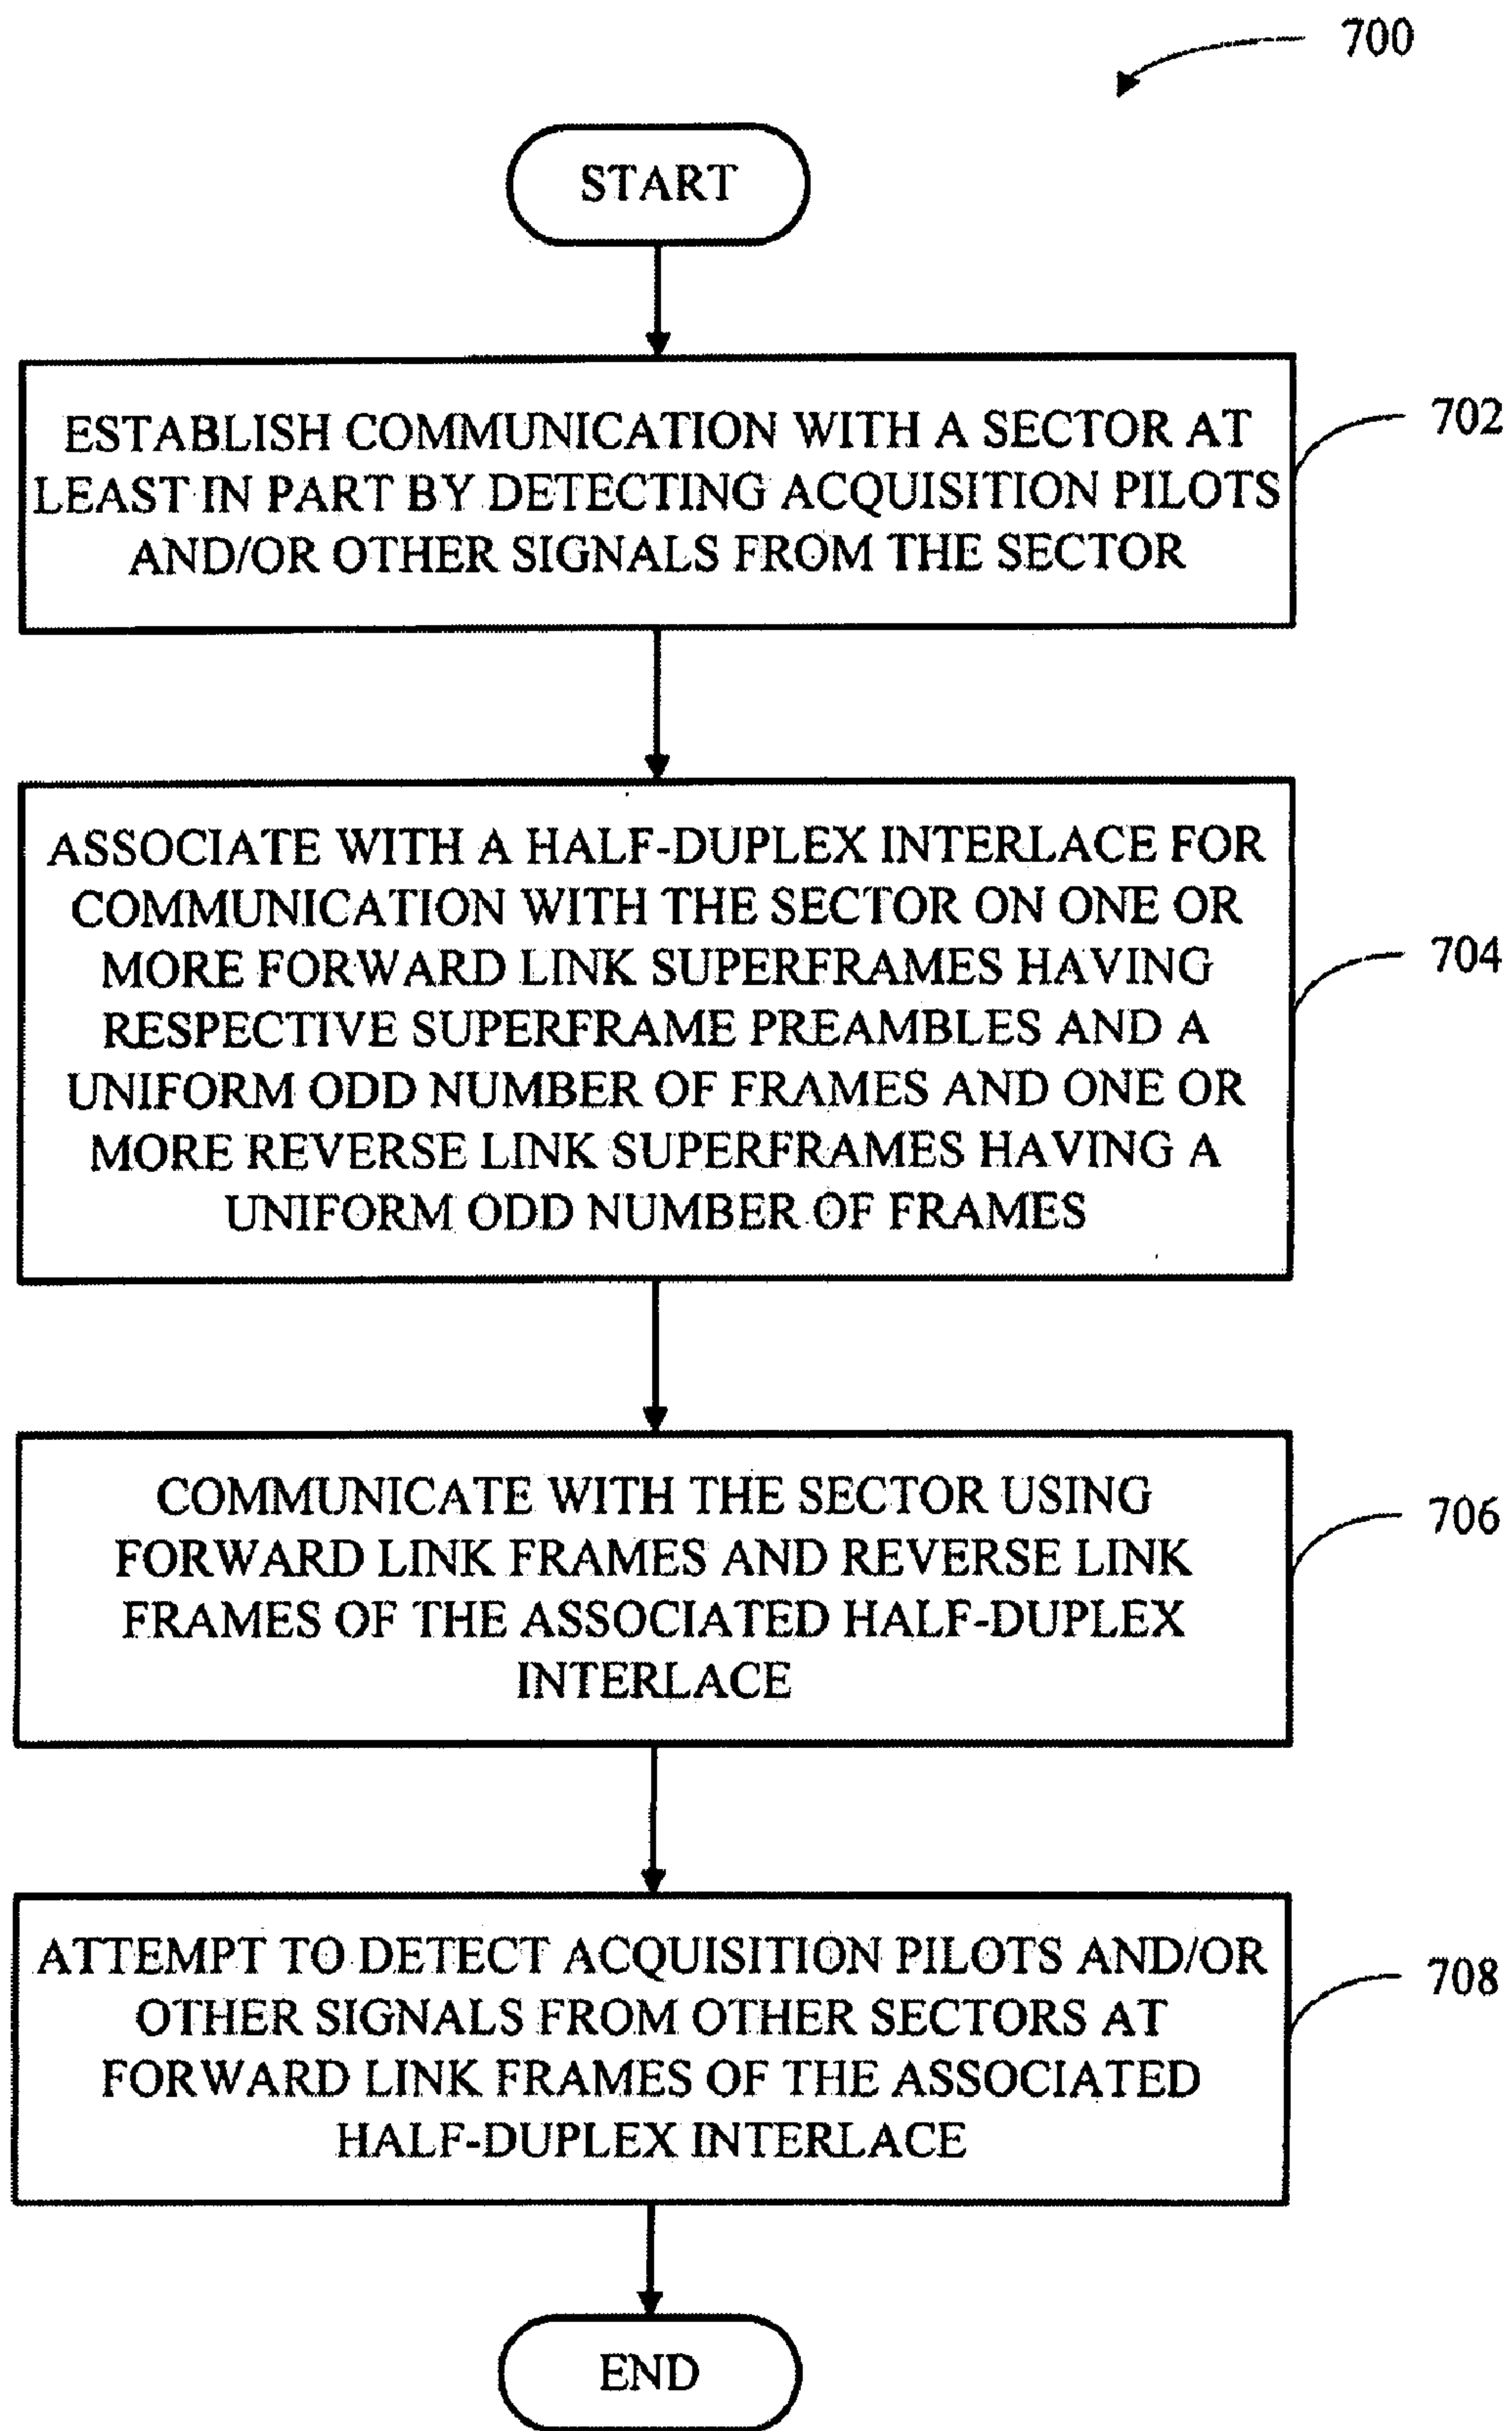 700
START
ESTABLISH COMMUNICATION WITH A SECTOR AT
LEAST IN PART BY DETECTING ACQUISITION PILOTS
AND/OR OTHER SIGNALS FROM THE SECTOR
702
ASSOCIATE WITH A HALF-DUPLEX INTERLACE FOR
COMMUNICATION WITH THE SECTOR ON ONE OR
MORE FORWARD LINK SUPERFRAMES HAVING
RESPECTIVE SUPERFRAME PREAMBLES AND A
UNIFORM ODD NUMBER OF FRAMES AND ONE OR
MORE REVERSE LINK SUPERFRAMES HAVING A
UNIFORM ODD NUMBER OF FRAMES
704
COMMUNICATE WITH THE SECTOR USING
FORWARD LINK FRAMES AND REVERSE LINK
FRAMES OF THE ASSOCIATED HALF-DUPLEX
INTERLACE
706
ATTEMPT TO DETECT ACQUISITION PILOTS AND/OR
OTHER SIGNALS FROM OTHER SECTORS AT
FORWARD LINK FRAMES OF THE ASSOCIATED
HALF-DUPLEX INTERLACE
708
END